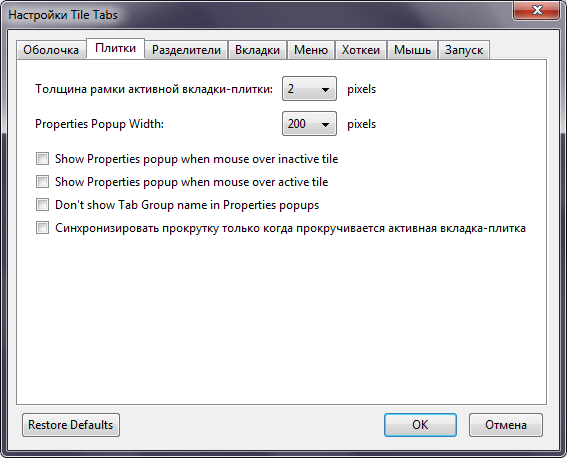 Настройки Tile Tabs
Оболочка Плитки Разделители Вкладки Меню Хоткеи Мышь Запуск
Толщина рамки активной вкладки-плитки: 2 pixels
Properties Popup Width: 200 pixels
Show Properties popup when mouse over inactive tile
Show Properties popup when mouse over active tile
Don't show Tab Group name in Properties popups
Синхронизировать прокрутку только когда прокручивается активная вкладка-плитка
Restore Defaults OK Отмена